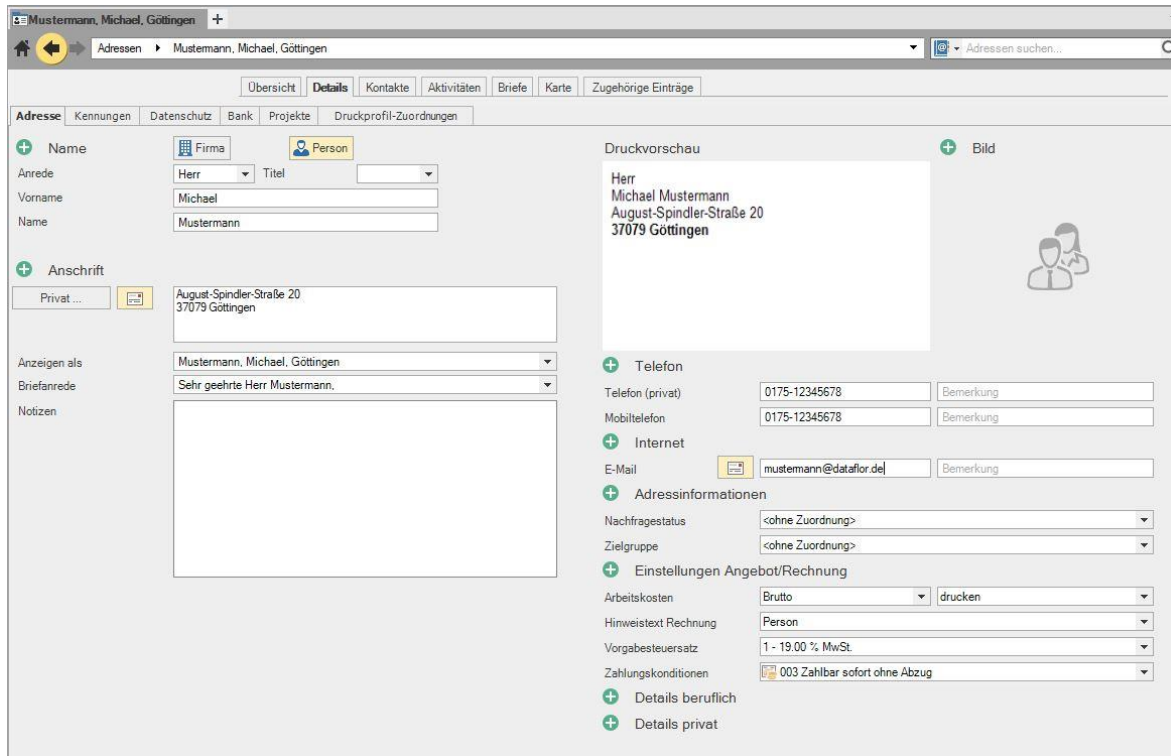 Mustermann, Michael, Göttingen +
Adressen Mustermann, Michael, Göttingen Adressen suchen...
Übersicht Details Kontakte Aktivitäten Briefe Karte Zugehörige Einträge
Adresse Kennungen Datenschutz Bank Projekte Druckprofil-Zuordnungen
Name Firma Person
Anrede Herr Titel
Vorname Michael
Name Mustermann
Anschrift
Privat ... August-Spindler-Straße 20
37079 Göttingen
Anzeigen als Mustermann, Michael, Göttingen
Briefanrede Sehr geehrte Herr Mustermann,
Notizen
Druckvorschau
Herr
Michael Mustermann
August-Spindler-Straße 20
37079 Göttingen
Bild
Telefon
Telefon (privat) 0175-12345678 Bemerkung
Mobiltelefon 0175-12345678 Bemerkung
Internet
E-Mail mustermann@dataflor.de Bemerkung
Adressinformationen
Nachfragestatus <ohne Zuordnung>
Zielgruppe <ohne Zuordnung>
Einstellungen Angebot/Rechnung
Arbeitskosten Brutto drucken
Hinweistext Rechnung Person
Vorgabesteuersatz 1 - 19.00 % MwSt.
Zahlungskonditionen 003 Zahlbar sofort ohne Abzug
Details beruflich
Details privat